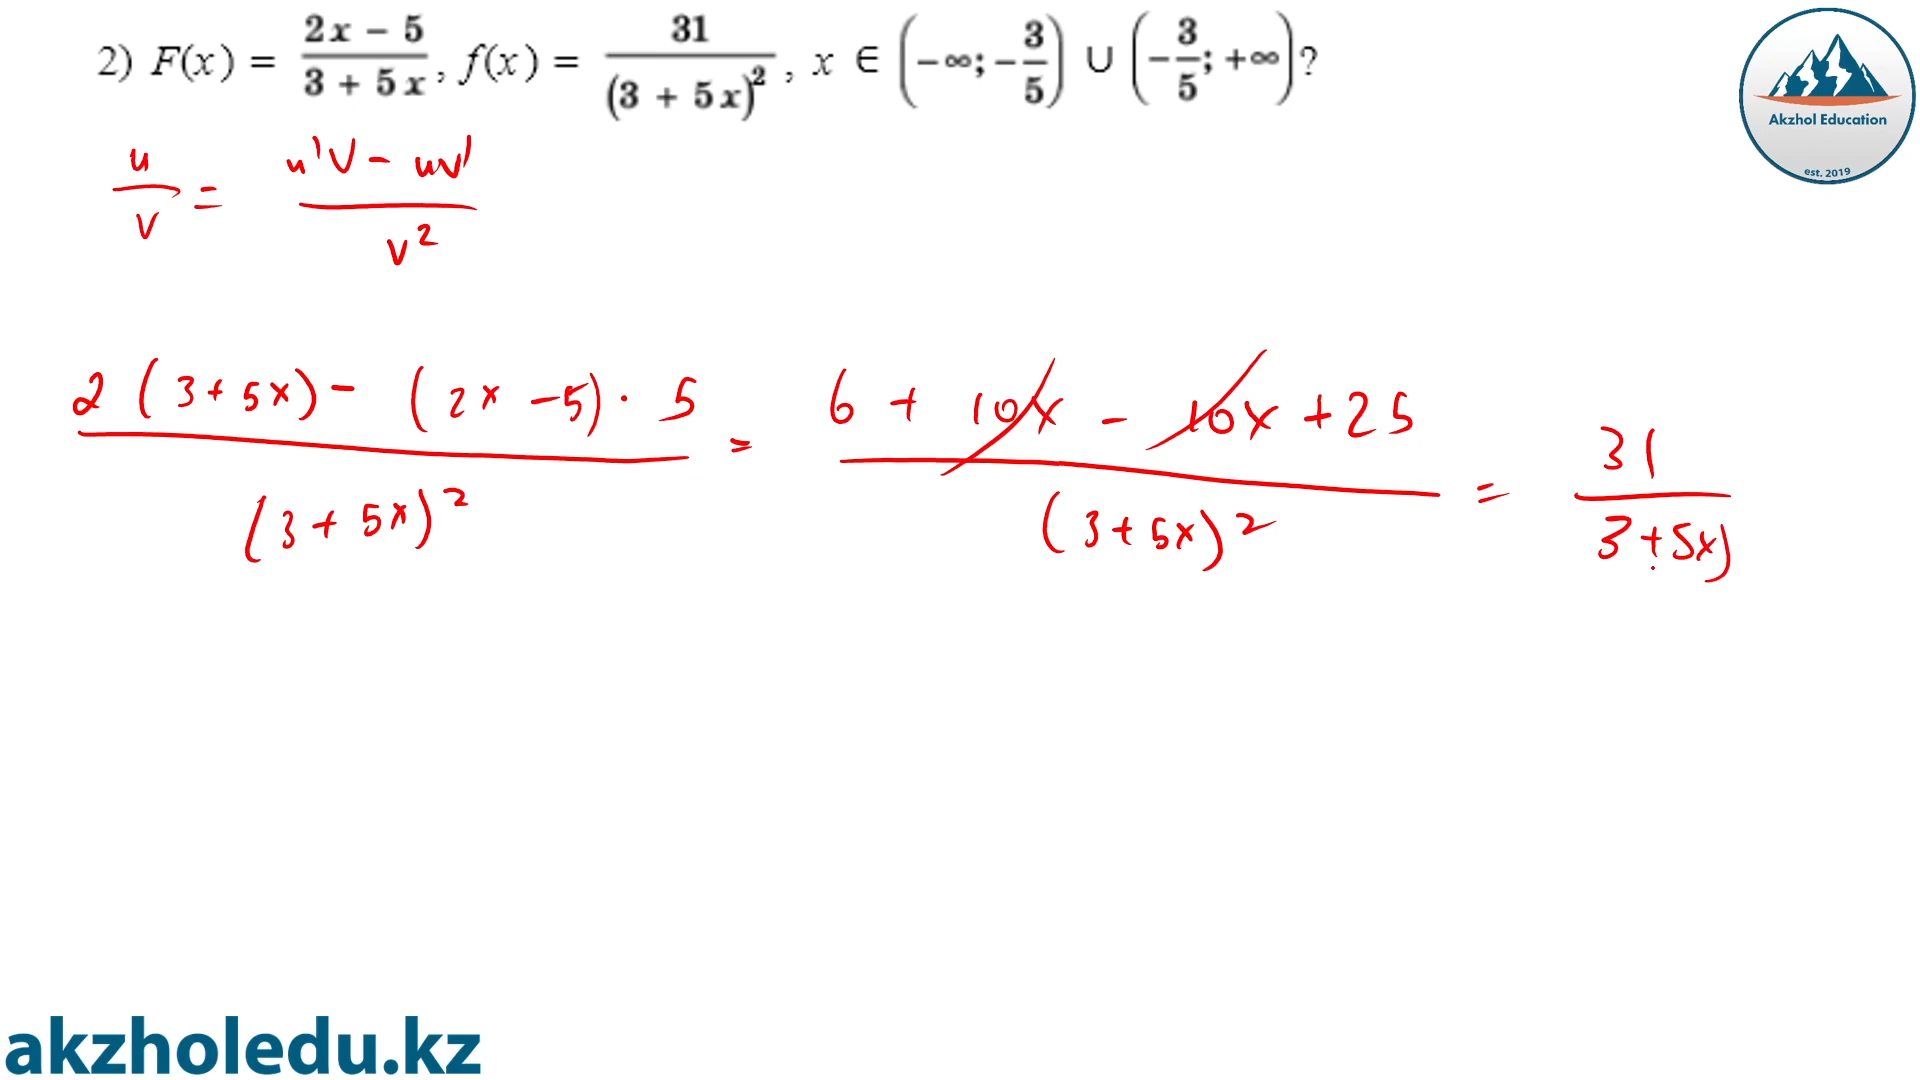 2) F(x) = (2x − 5)/(3 + 5x), f(x) = 31/(3 + 5x)², x ∈ (−∞; −3/5) ∪ (−3/5; +∞)?
Akzhol Education
est. 2019
u/v = (u'v − uv')/v²
(2(3+5x) − (2x −5)·5)/(3+5x)² = (6 + 10x − 10x + 25)/(3+5x)² = 31/3+5x)
akzholedu.kz